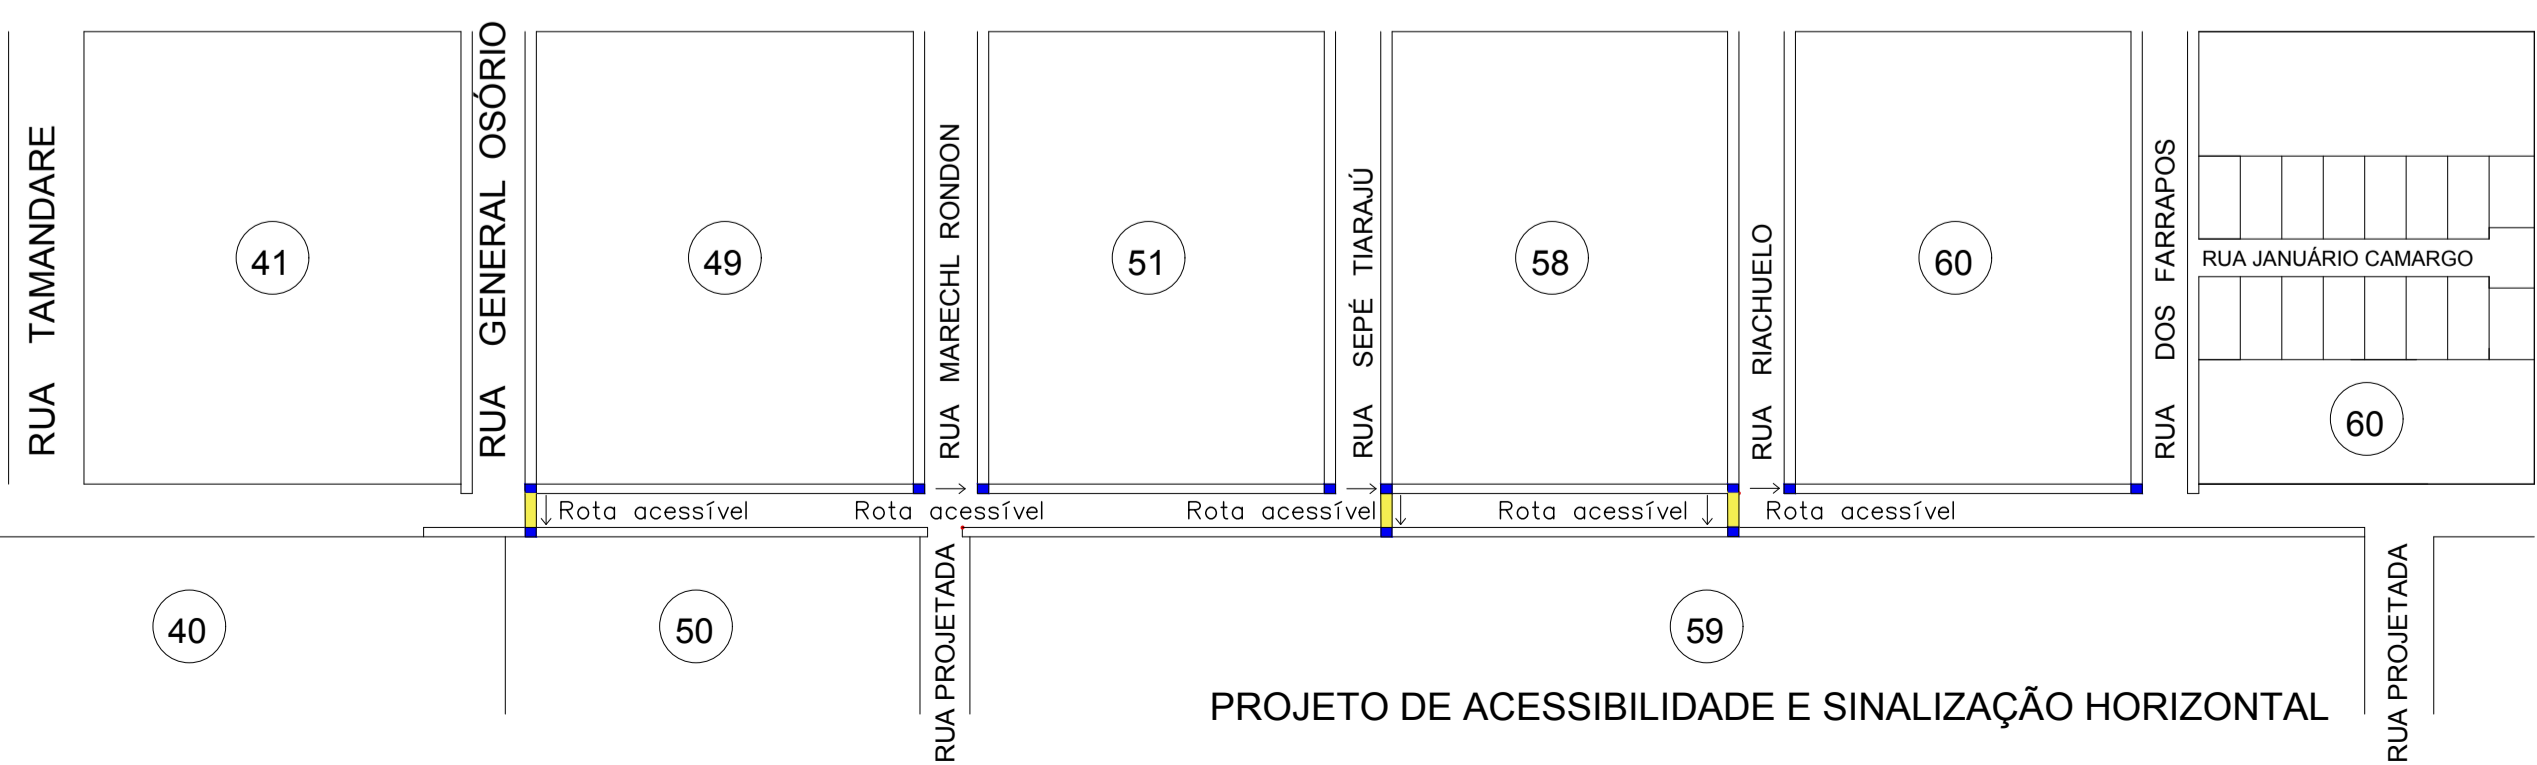 RUA TAMANDARE
41
RUA GENERAL OSÓRIO
49
RUA MARECHL RONDON
51
RUA SEPÉ TIARAJÚ
58
RUA RIACHUELO
60
RUA DOS FARRAPOS
RUA JANUÁRIO CAMARGO
60
Rota acessível
Rota acessível
Rota acessível
Rota acessível
Rota acessível
40
50
RUA PROJETADA
59
RUA PROJETADA
PROJETO DE ACESSIBILIDADE E SINALIZAÇÃO HORIZONTAL